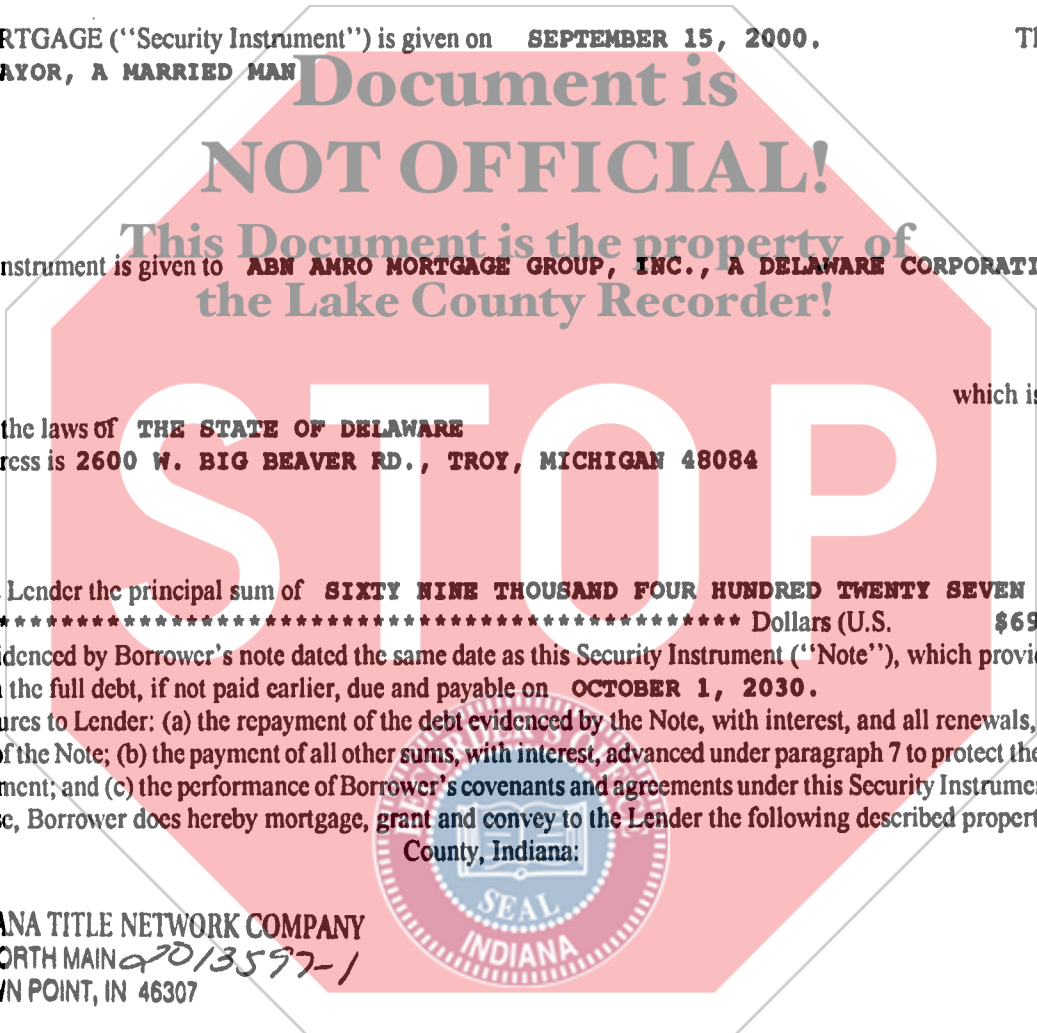 RTGAGE (“Security Instrument”) is given on SEPTEMBER 15, 2000.
AYOR, A MARRIED MAN
Document is
NOT OFFICIAL!
This Document is the property of
nstrument is given to ABN AMRO MORTGAGE GROUP, INC., A DELAWARE CORPORATI
the Lake County Recorder!
which is
the laws of THE STATE OF DELAWARE
ress is 2600 W. BIG BEAVER RD., TROY, MICHIGAN 48084
STOP
Lender the principal sum of SIXTY NINE THOUSAND FOUR HUNDRED TWENTY SEVEN
************************************************ Dollars (U.S. $69
idenced by Borrower's note dated the same date as this Security Instrument (“Note”), which provi
the full debt, if not paid earlier, due and payable on OCTOBER 1, 2030.
ures to Lender: (a) the repayment of the debt evidenced by the Note, with interest, and all renewals,
of the Note; (b) the payment of all other sums, with interest, advanced under paragraph 7 to protect the
ment; and (c) the performance of Borrower's covenants and agreements under this Security Instrume
se, Borrower does hereby mortgage, grant and convey to the Lender the following described propert
County, Indiana:
RECORDER'S OFFICE
SEAL
INDIANA
ANA TITLE NETWORK COMPANY
ORTH MAIN 2013597-1
N POINT, IN 46307